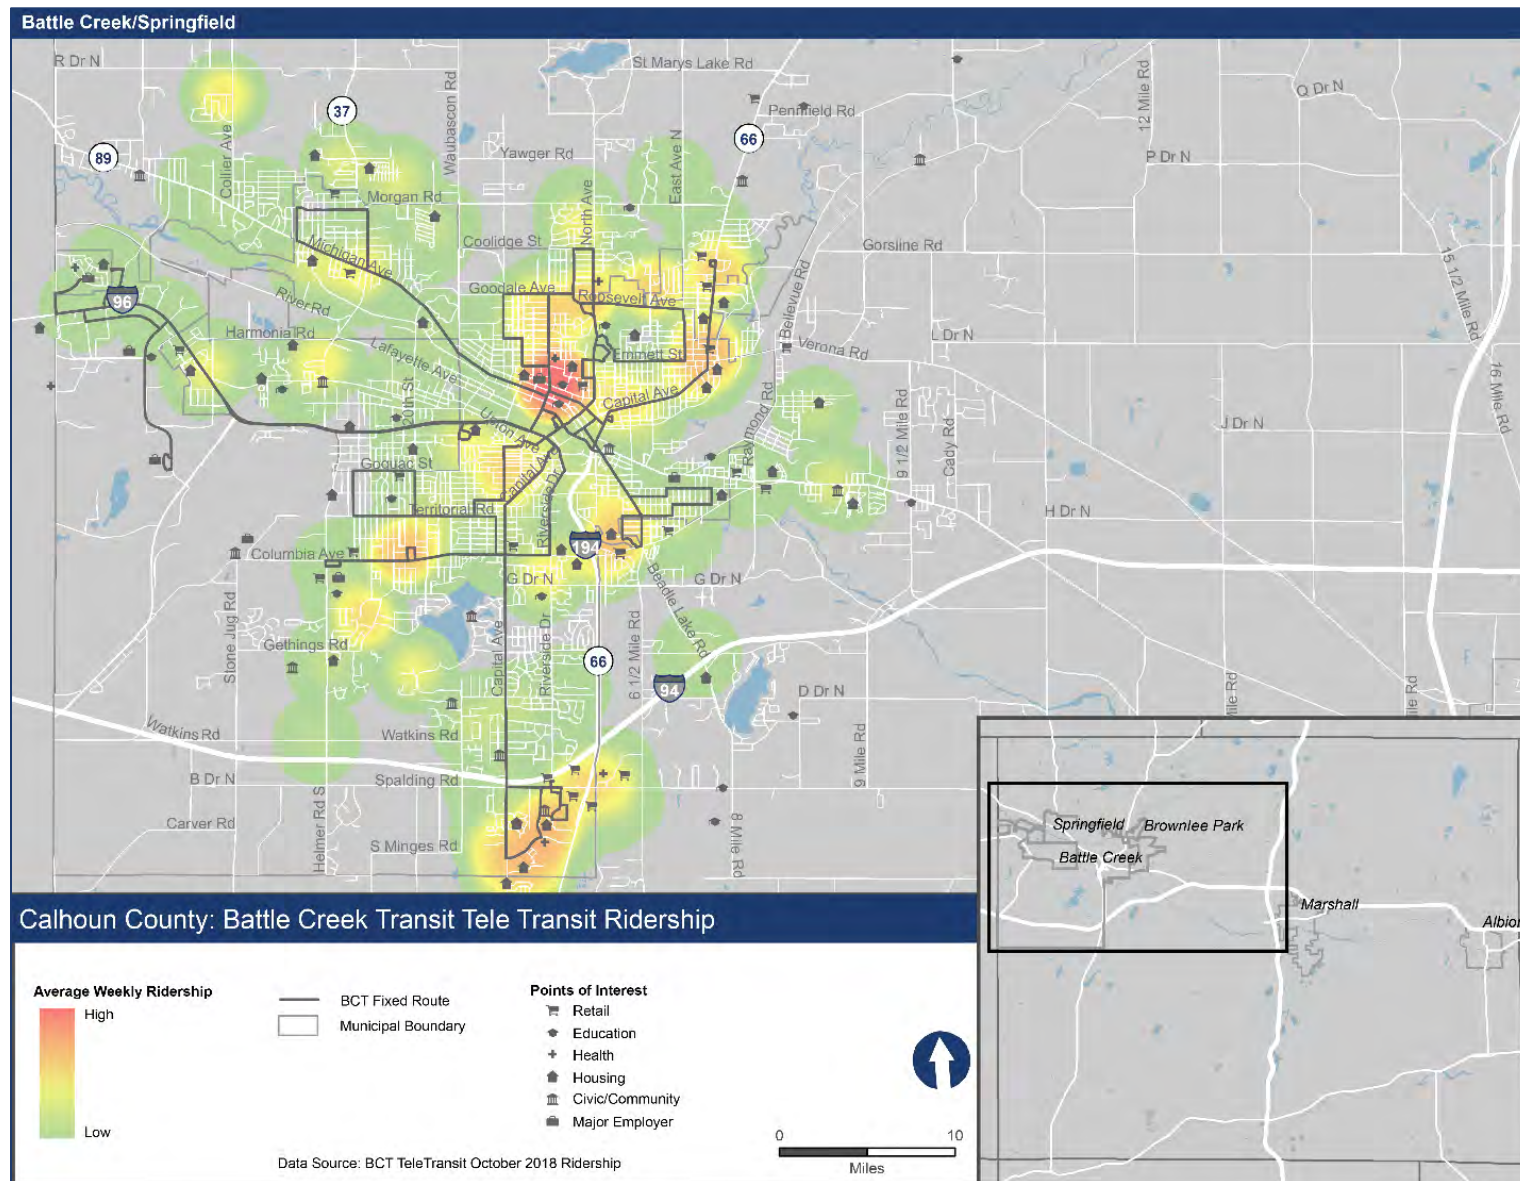 Battle Creek/Springfield
R Dr N
St Marys Lake Rd
Q Dr N
12 Mile Rd
Waubascon Rd
37
Pennfield Rd
66
Collier Ave
89
Yawger Rd
East Ave N
P Dr N
Morgan Rd
North Ave
Coolidge St
Gorsline Rd
Michigan Ave
15 1/2 Mile Rd
96
River Rd
Goodale Ave
Roosevelt Ave
Bellevue Rd
Harmonia Rd
Lafayette Ave
Emmett St
Verona Rd
L Dr N
20th St
Capital Ave
Raymond Rd
9 1/2 Mile Rd
Cady Rd
16 Mile Rd
J Dr N
Union Ave
Goguac St
Capital Ave
Riverside Dr
Territorial Rd
H Dr N
194
Columbia Ave
G Dr N
G Dr N
Beadle Lake Rd
Stone Jug Rd
Gethings Rd
Capital Ave
Riverside Dr
66
6 1/2 Mile Rd
94
D Dr N
Mile Rd
ile Rd
Watkins Rd
Watkins Rd
9 Mile Rd
B Dr N
Spalding Rd
Helmer Rd S
Carver Rd
S Minges Rd
8 Mile Rd
Springfield
Brownlee Park
Battle Creek
Marshall
Albion
Calhoun County: Battle Creek Transit Tele Transit Ridership
Average Weekly Ridership
High
Low
BCT Fixed Route
Municipal Boundary
Points of Interest
Retail
Education
Health
Housing
Civic/Community
Major Employer
0 10
Miles
Data Source: BCT TeleTransit October 2018 Ridership